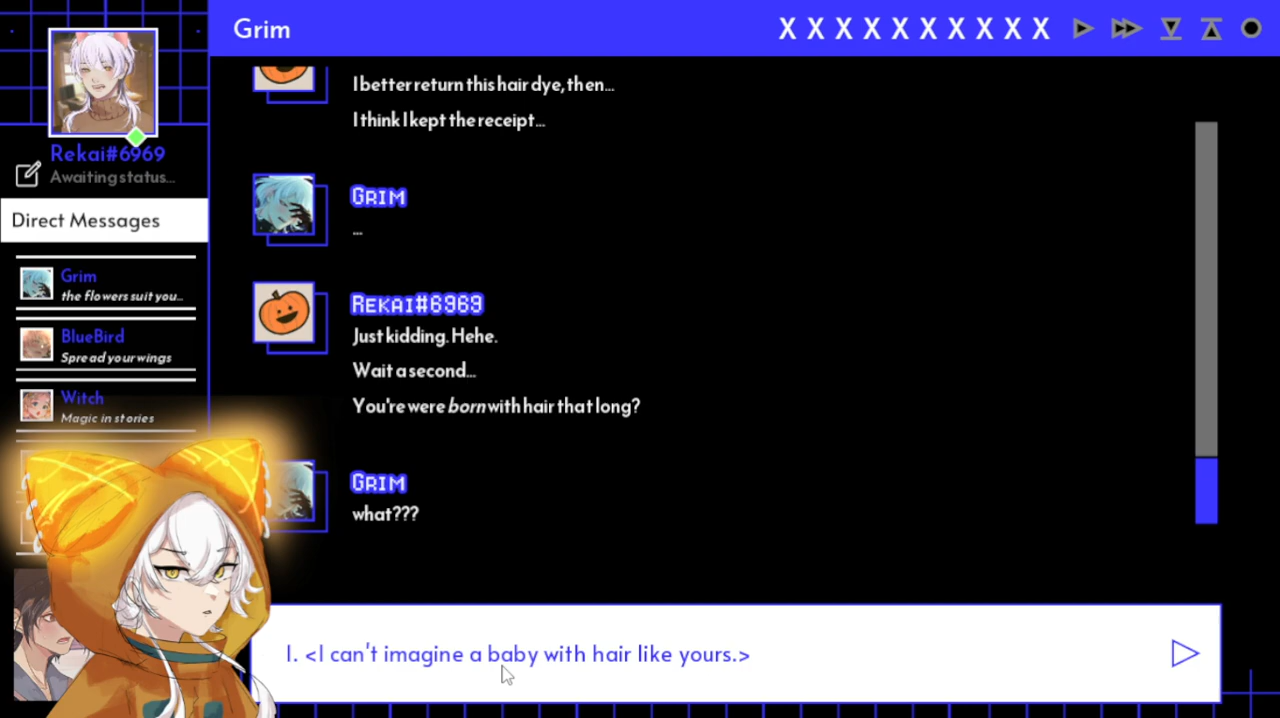 Grim
X X X X X X X X X X
Rekai#6969
Awaiting status...
Direct Messages
Grim
the flowers suit you...
BlueBird
Spread your wings
Witch
Magic in stories
I better return this hair dye, then...
I think I kept the receipt...
GRIM
...
REKAI#6969
Just kidding. Hehe.
Wait a second...
You're were born with hair that long?
GRIM
what???
1. <I can't imagine a baby with hair like yours.>